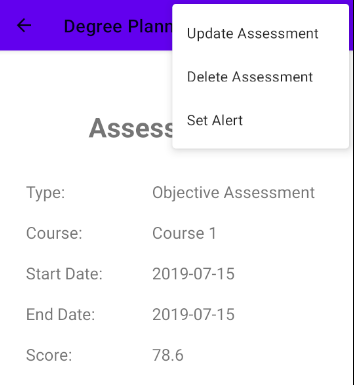 Degree Plann
Update Assessment
Delete Assessment
Set Alert
Assess
Type: Objective Assessment
Course: Course 1
Start Date: 2019-07-15
End Date: 2019-07-15
Score: 78.6